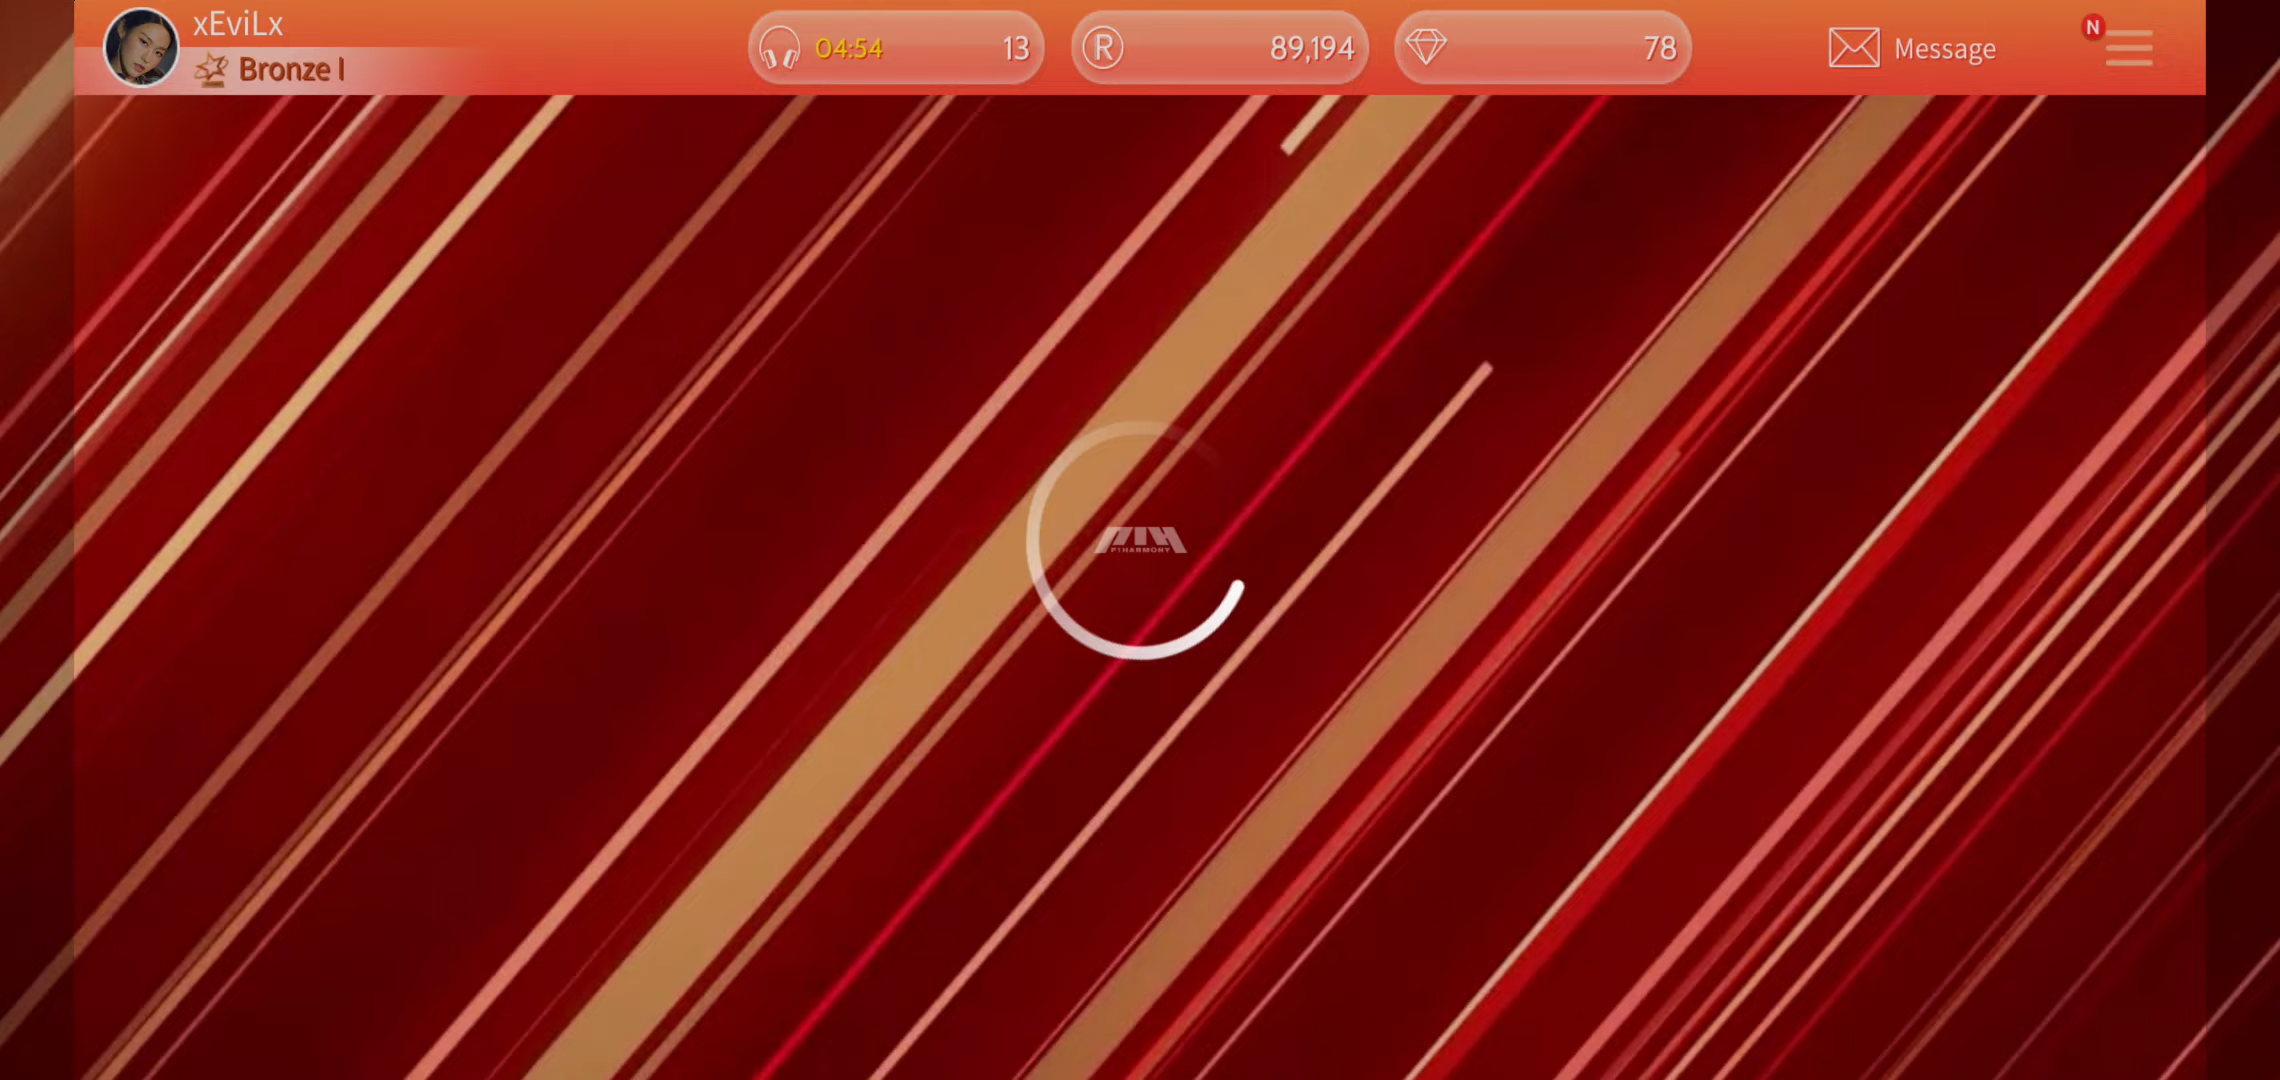 xEviLx
Bronze I
04:54 13
R 89,194
78
Message
N
P1HARMONY